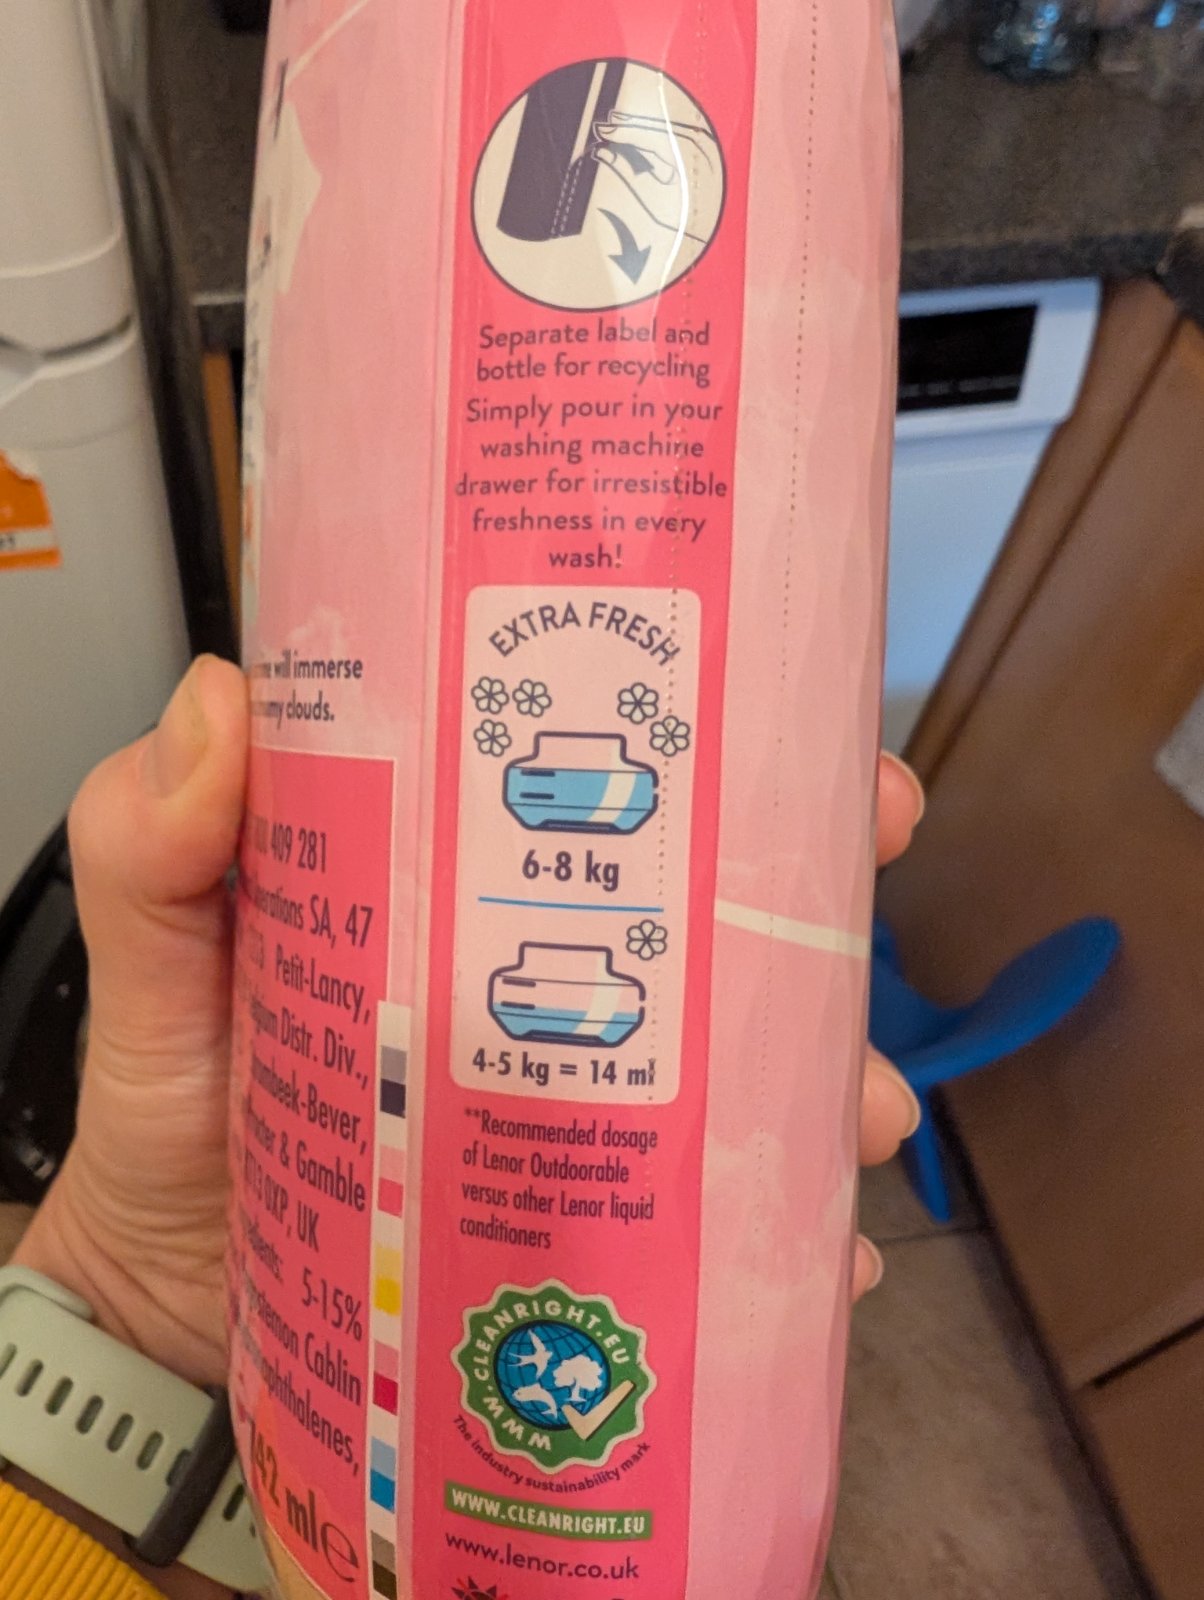 Separate label and
bottle for recycling
Simply pour in your
washing machine
drawer for irresistible
freshness in every
wash!
EXTRA FRESH
6-8 kg
4-5 kg = 14 ml
**Recommended dosage
of Lenor Outdoorable
versus other Lenor liquid
conditioners
WWW.CLEANRIGHT.EU
The industry sustainability mark
WWW.CLEANRIGHT.EU
www.lenor.co.uk
will immerse
clouds.
409 281
SA, 47
Petit-Lancy,
Distr. Div.,
-Bever,
& Gamble
0XP, UK
5-15%
Cablin
742 ml e